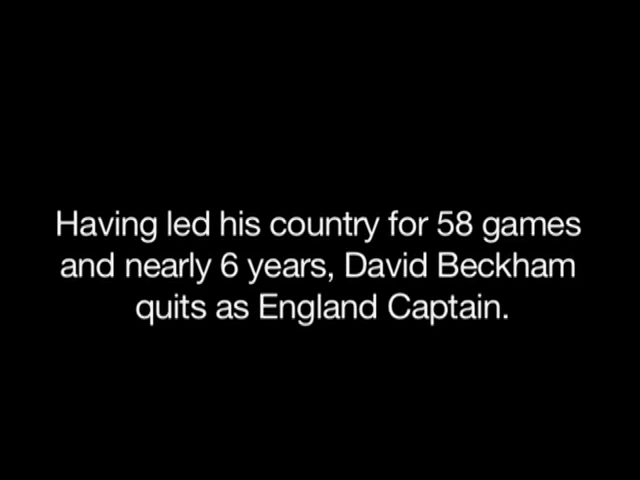 Having led his country for 58 games
and nearly 6 years, David Beckham
quits as England Captain.